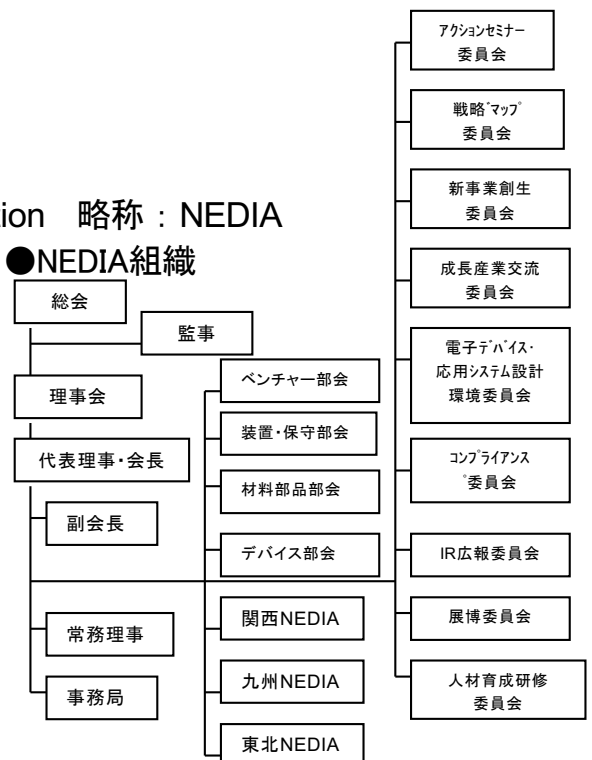 tion 略称：NEDIA
●NEDIA組織
総会
監事
理事会
代表理事・会長
副会長
常務理事
事務局
ベンチャー部会
装置・保守部会
材料部品部会
デバイス部会
関西NEDIA
九州NEDIA
東北NEDIA
ｱｸｼｮﾝｾﾐﾅｰ
委員会
戦略ﾞﾏｯﾌﾟ
委員会
新事業創生
委員会
成長産業交流
委員会
電子ﾃﾞﾊﾞｲｽ・
応用ｼｽﾃﾑ設計
環境委員会
ｺﾝﾌﾟﾗｲｱﾝｽ
ﾟ委員会
IR広報委員会
展博委員会
人材育成研修
委員会